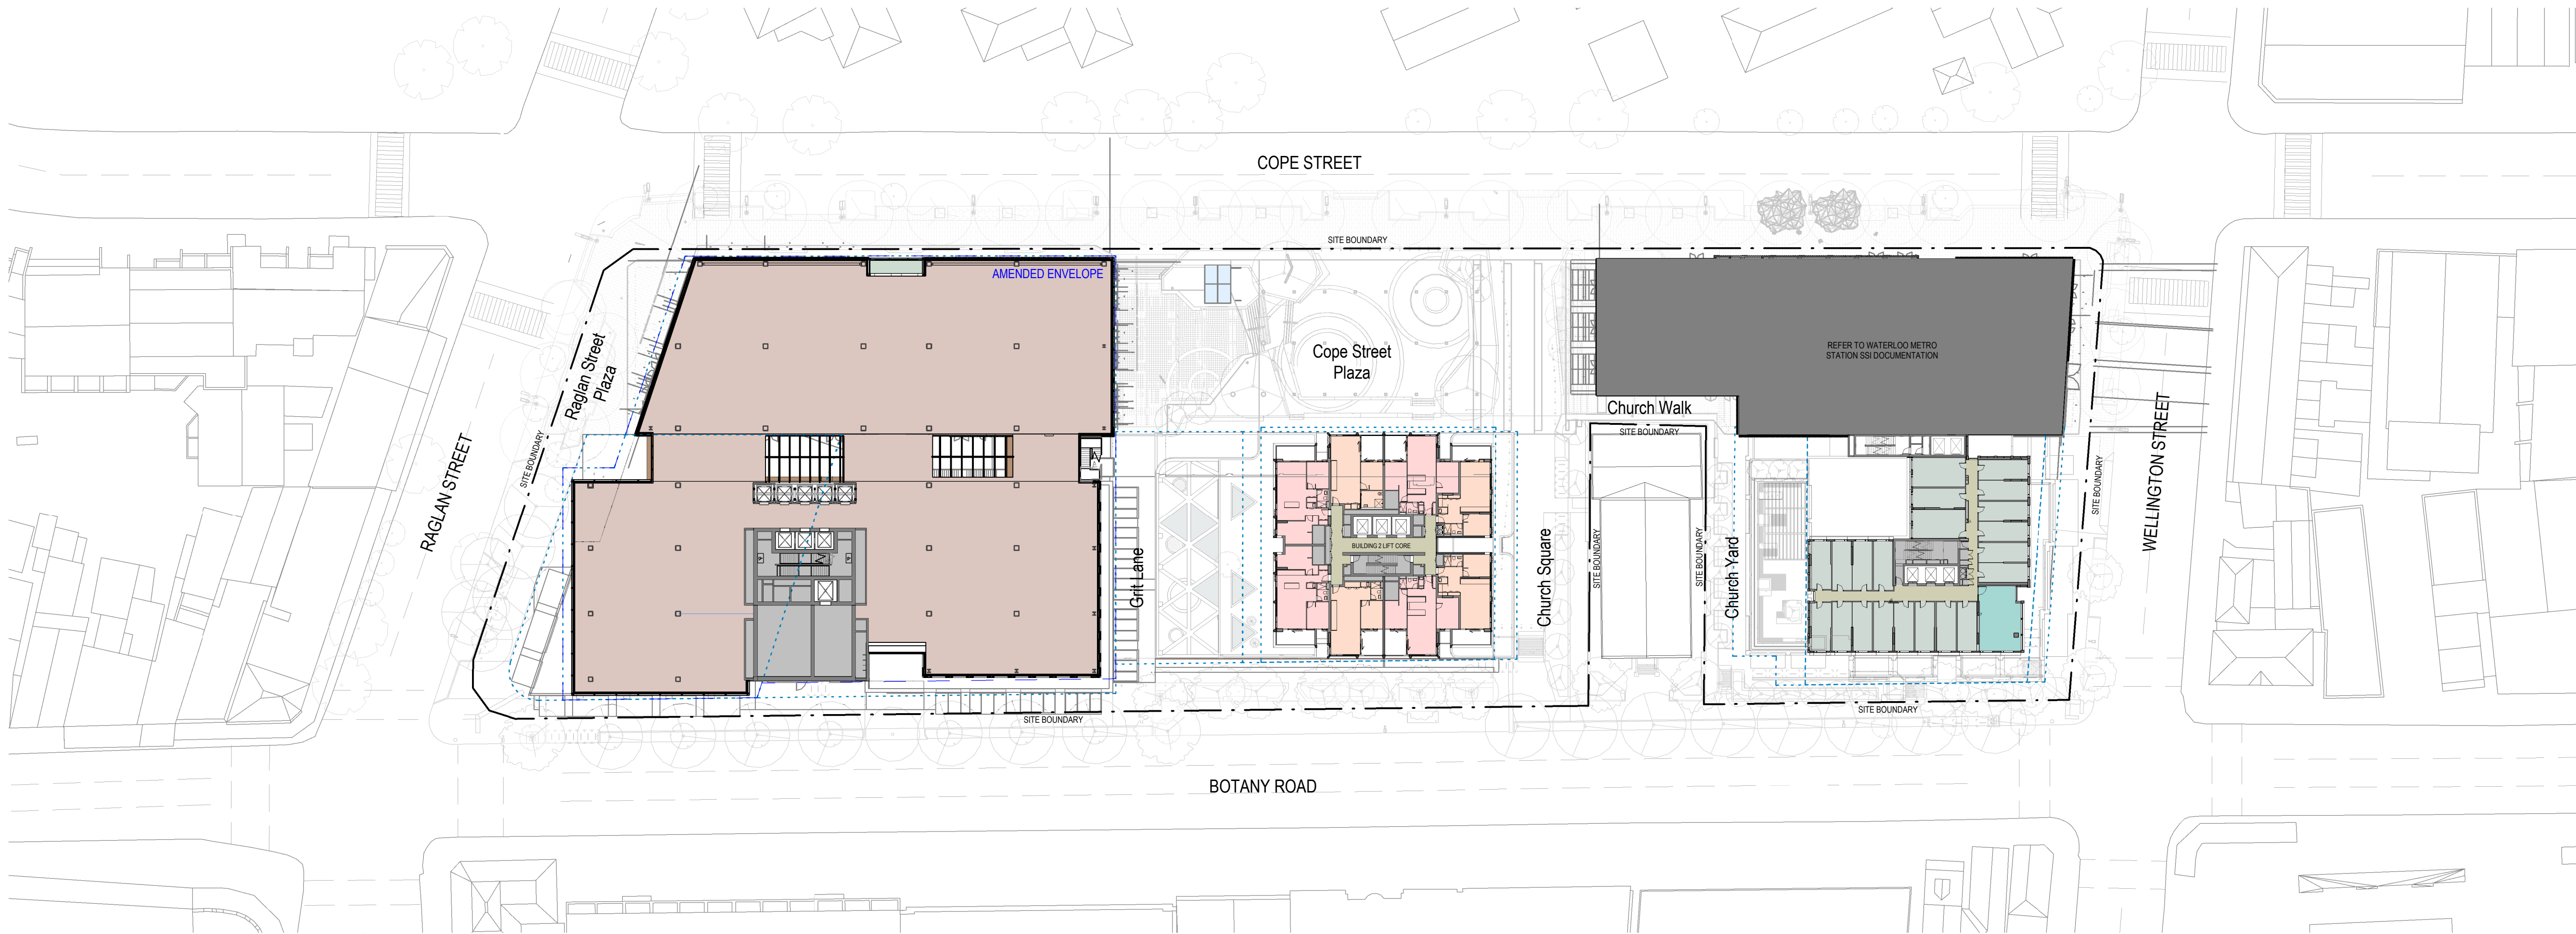 COPE STREET
SITE BOUNDARY
AMENDED ENVELOPE
Raglan Street
Plaza
Cope Street
Plaza
REFER TO WATERLOO METRO
STATION SSI DOCUMENTATION
Church Walk
SITE BOUNDARY
SITE BOUNDARY
RAGLAN STREET
Grit Lane
BUILDING 2 LIFT CORE
Church Square
SITE BOUNDARY
SITE BOUNDARY
Church Yard
SITE BOUNDARY
WELLINGTON STREET
SITE BOUNDARY
SITE BOUNDARY
BOTANY ROAD